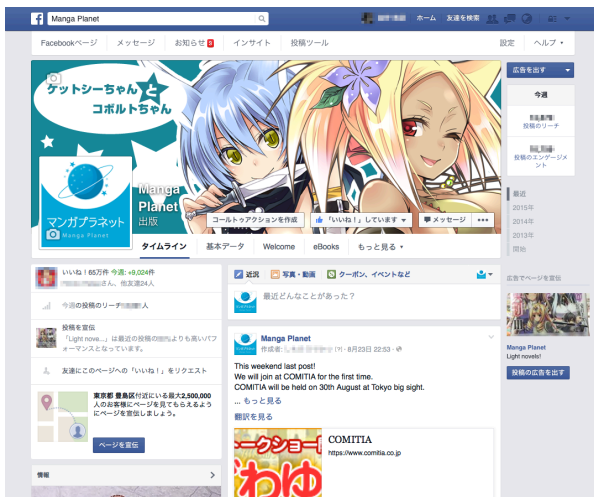 Manga Planet
ホーム
友達を検索
Facebookページ
メッセージ
お知らせ 8
インサイト
投稿ツール
設定
ヘルプ
ケットシーちゃんと
コボルトちゃん
マンガプラネット
Manga Planet
Manga
Planet
出版
コールトゥアクションを作成
「いいね！」しています
メッセージ
タイムライン
基本データ
Welcome
eBooks
もっと見る
広告を出す
今週
投稿のリーチ
投稿のエンゲージメ
ント
最近
2015年
2014年
2013年
開始
いいね！65万件 今週: +9,024件
さん、他友達24人
今週の投稿のリーチ 人
投稿を宣伝
「Light nove...」は最近の投稿の よりも高いパフ
ォーマンスとなっています。
友達にこのページへの「いいね！」をリクエスト
東京都 豊島区付近にいる最大2,500,000
人のお客様にページを見てもらえるように
ページを宣伝しましょう。
ページを宣伝
情報
近況
写真・動画
クーポン、イベントなど
最近どんなことがあった？
Manga Planet
作成者: 8月23日 22:53
This weekend last post!
We will join at COMITIA for the first time.
COMITIA will be held on 30th August at Tokyo big sight.
... もっと見る
翻訳を見る
ークショー
COMITIA
https://www.comitia.co.jp
広告でページを宣伝
Manga Planet
Light novels!
投稿の広告を出す